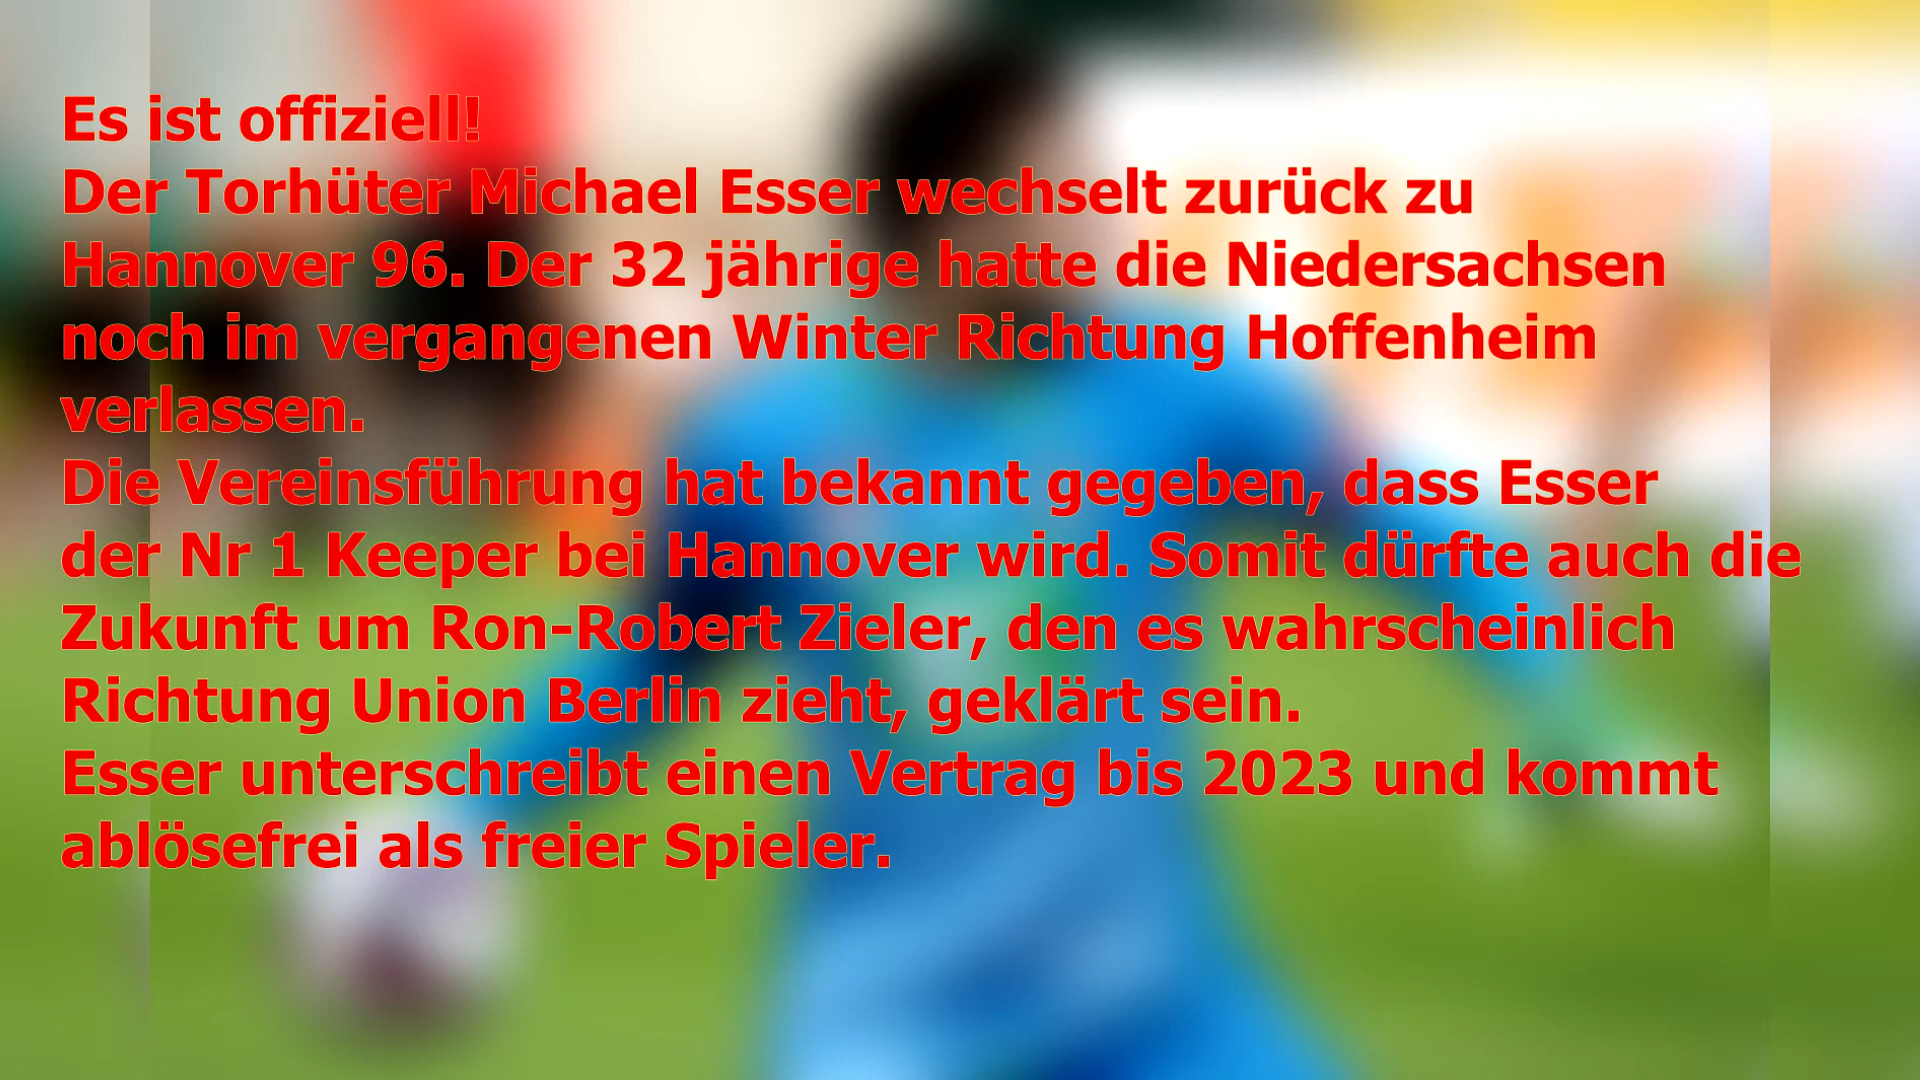 Es ist offiziell!
Der Torhüter Michael Esser wechselt zurück zu
Hannover 96. Der 32 jährige hatte die Niedersachsen
noch im vergangenen Winter Richtung Hoffenheim
verlassen.
Die Vereinsführung hat bekannt gegeben, dass Esser
der Nr 1 Keeper bei Hannover wird. Somit dürfte auch die
Zukunft um Ron-Robert Zieler, den es wahrscheinlich
Richtung Union Berlin zieht, geklärt sein.
Esser unterschreibt einen Vertrag bis 2023 und kommt
ablösefrei als freier Spieler.